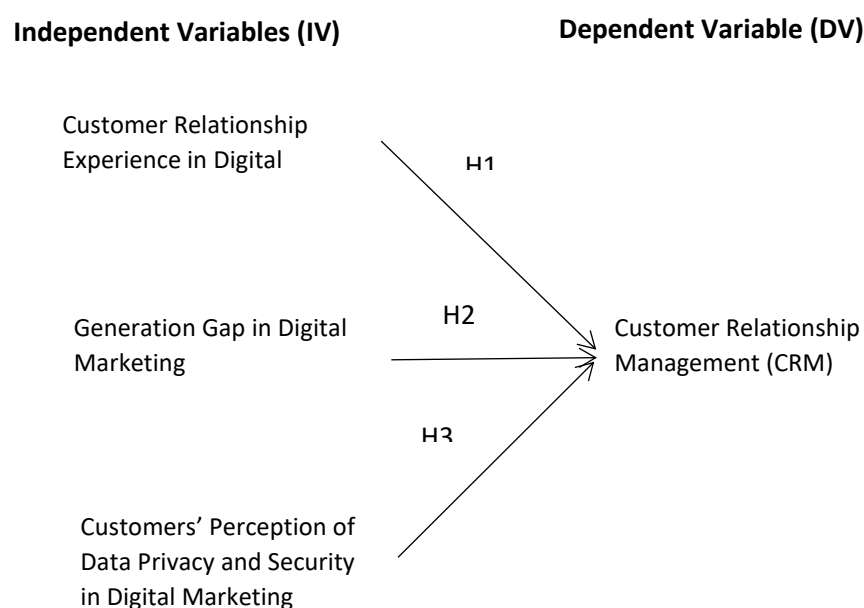 Independent Variables (IV)
Dependent Variable (DV)
Customer Relationship
Experience in Digital
H1
Generation Gap in Digital
Marketing
H2
Customer Relationship
Management (CRM)
H3
Customers’ Perception of
Data Privacy and Security
in Digital Marketing